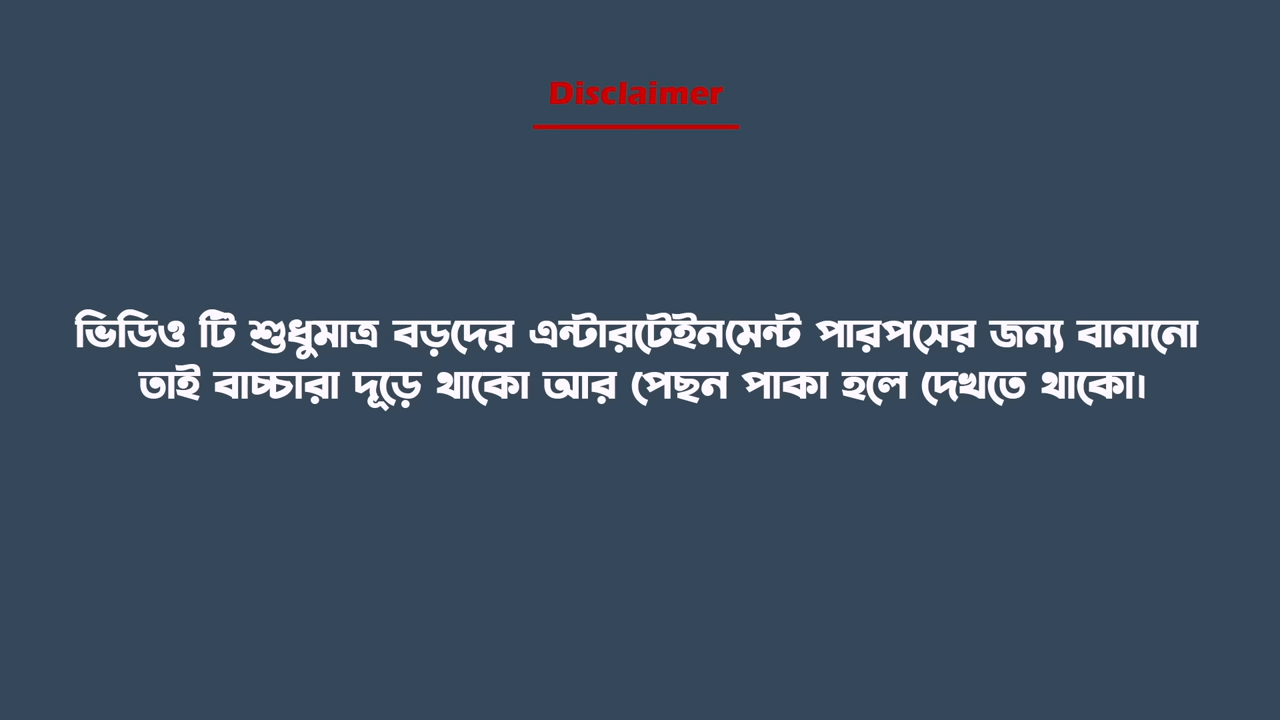 Disclaimer
ভিডিও টি শুধুমাত্র বড়দের এন্টারটেইনমেন্ট পারপসের জন্য বানানো
তাই বাচ্চারা দূড়ে থাকো আর পেছন পাকা হলে দেখতে থাকো।